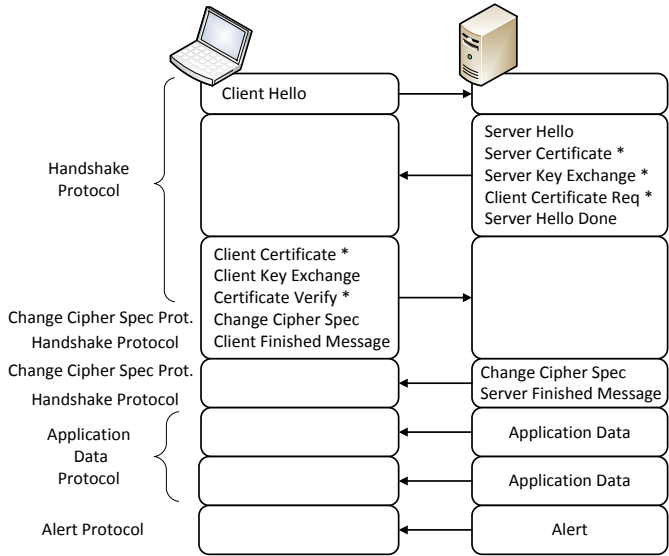 Client Hello
Server Hello
Server Certificate *
Server Key Exchange *
Client Certificate Req *
Server Hello Done
Handshake
Protocol
Client Certificate *
Client Key Exchange
Certificate Verify *
Change Cipher Spec Prot.
Change Cipher Spec
Handshake Protocol
Client Finished Message
Change Cipher Spec Prot.
Change Cipher Spec
Handshake Protocol
Server Finished Message
Application
Data
Protocol
Application Data
Application Data
Alert Protocol
Alert